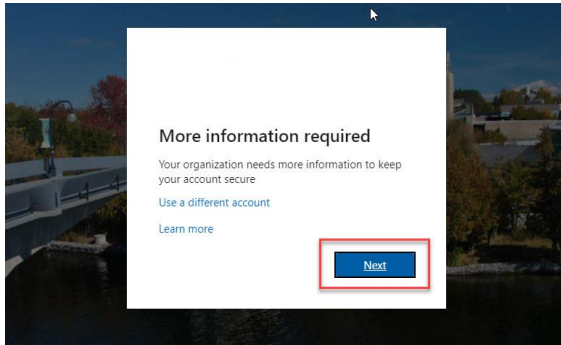 More information required
Your organization needs more information to keep
your account secure
Use a different account
Learn more
Next